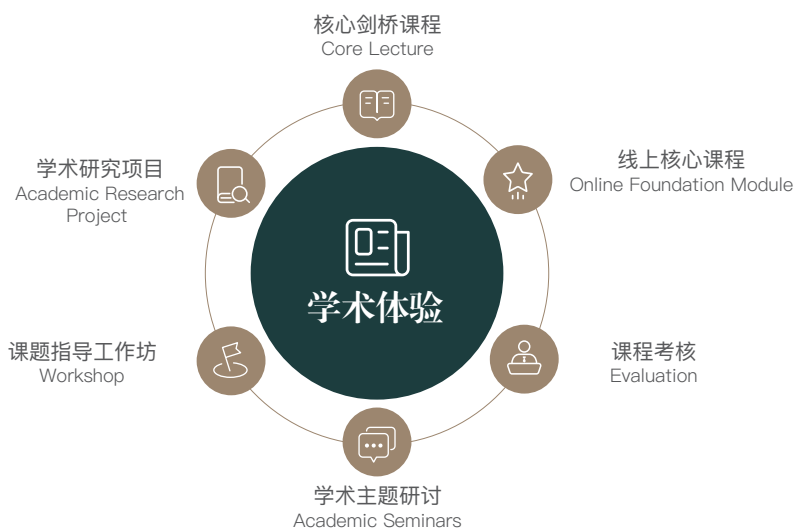 核心剑桥课程
Core Lecture
线上核心课程
Online Foundation Module
学术研究项目
Academic Research
Project
学术体验
课题指导工作坊
Workshop
课程考核
Evaluation
学术主题研讨
Academic Seminars